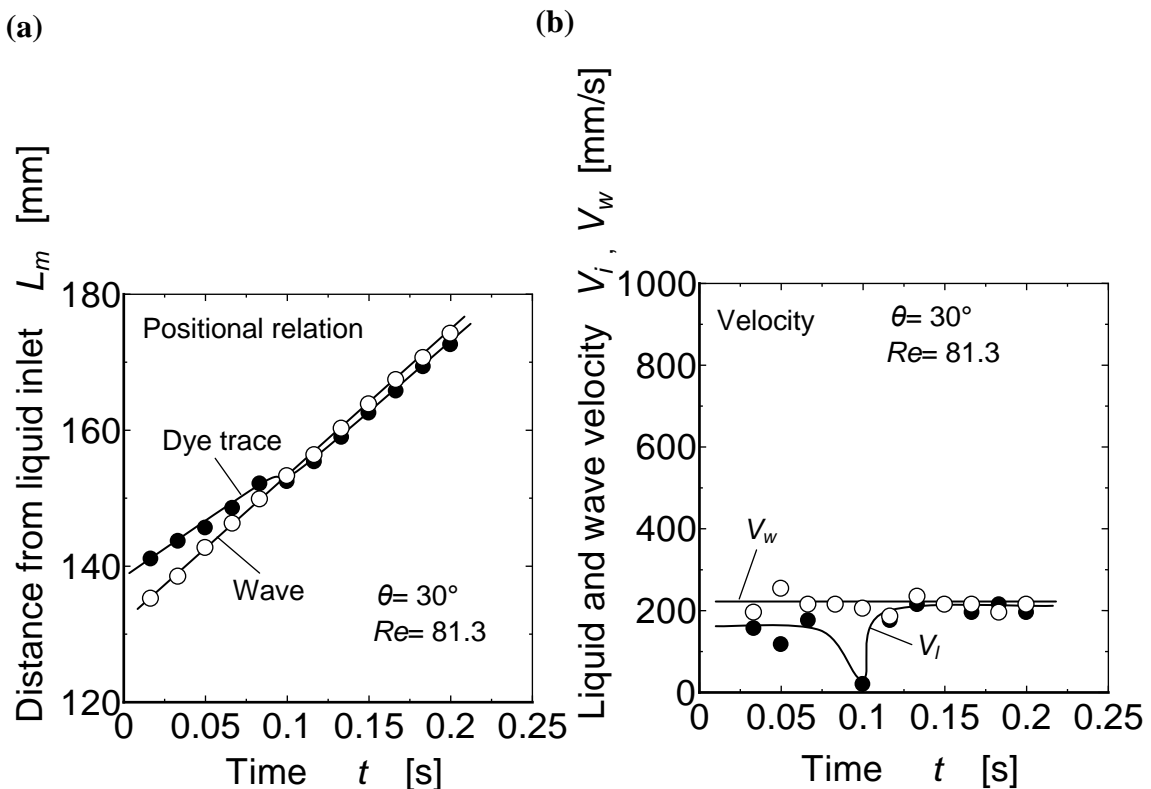 (a)
Distance from liquid inlet L_m [mm]
180
160
140
120
Positional relation
Dye trace
Wave
θ= 30°
Re= 81.3
0 0.05 0.1 0.15 0.2 0.25
Time t [s]
(b)
Liquid and wave velocity V_i , V_w [mm/s]
1000
800
600
400
200
0
Velocity
θ= 30°
Re= 81.3
V_w
V_l
0 0.05 0.1 0.15 0.2 0.25
Time t [s]